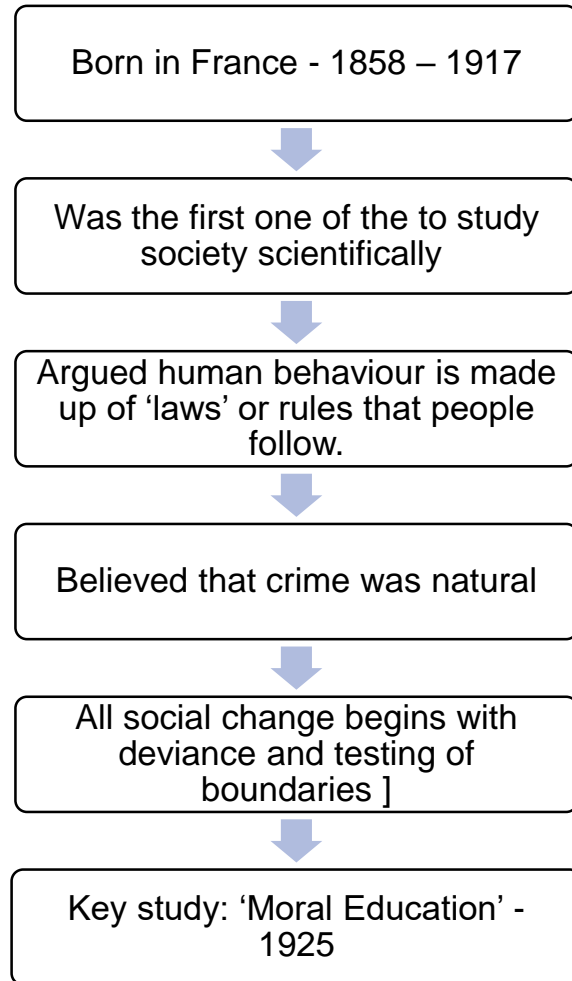 Born in France - 1858 – 1917
Was the first one of the to study
society scientifically
Argued human behaviour is made
up of ‘laws’ or rules that people
follow.
Believed that crime was natural
All social change begins with
deviance and testing of
boundaries ]
Key study: ‘Moral Education’ -
1925